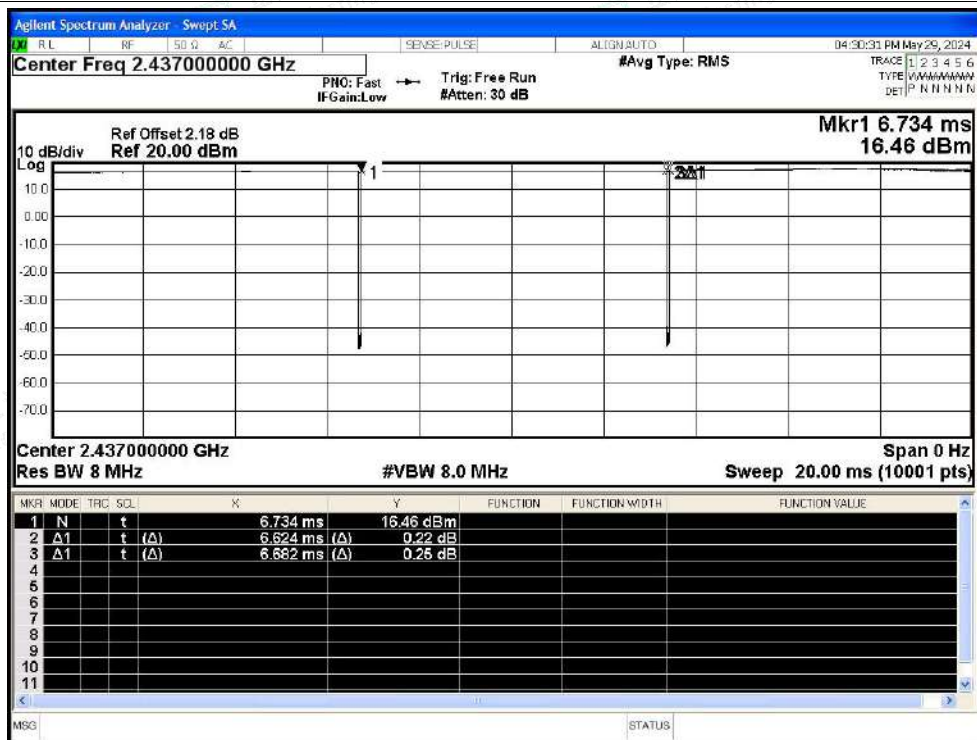 Agilent Spectrum Analyzer - Swept SA
LXI RL RF 50 Ω AC SENSE:PULSE ALIGN AUTO 04:30:31 PM May 29, 2024
Center Freq 2.437000000 GHz #Avg Type: RMS TRACE 1 2 3 4 5 6
PNO: Fast Trig: Free Run TYPE
IFGain:Low #Atten: 30 dB DET P N N N N N
Mkr1 6.734 ms
Ref Offset 2.18 dB
10 dB/div Ref 20.00 dBm 16.46 dBm
Log
1
10.0
0.00
-10.0
-20.0
-30.0
-40.0
-50.0
-60.0
-70.0
Center 2.437000000 GHz Span 0 Hz
Res BW 8 MHz #VBW 8.0 MHz Sweep 20.00 ms (10001 pts)
MKR MODE TRC SCL X Y FUNCTION FUNCTION WIDTH FUNCTION VALUE
1 N t 6.734 ms 16.46 dBm
2 Δ1 t (Δ) 6.624 ms (Δ) 0.22 dB
3 Δ1 t (Δ) 6.682 ms (Δ) 0.25 dB
4
5
6
7
8
9
10
11
MSG STATUS